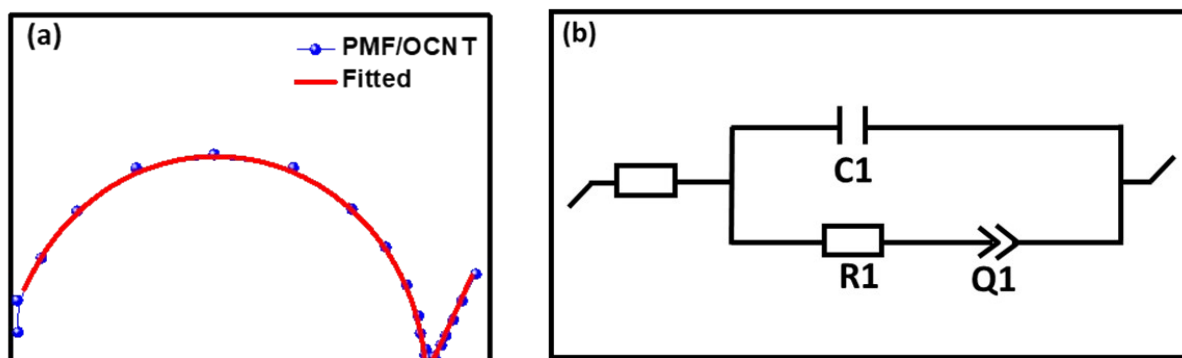 (a)
PMF/OCNT
Fitted
(b)
C1
R1
Q1